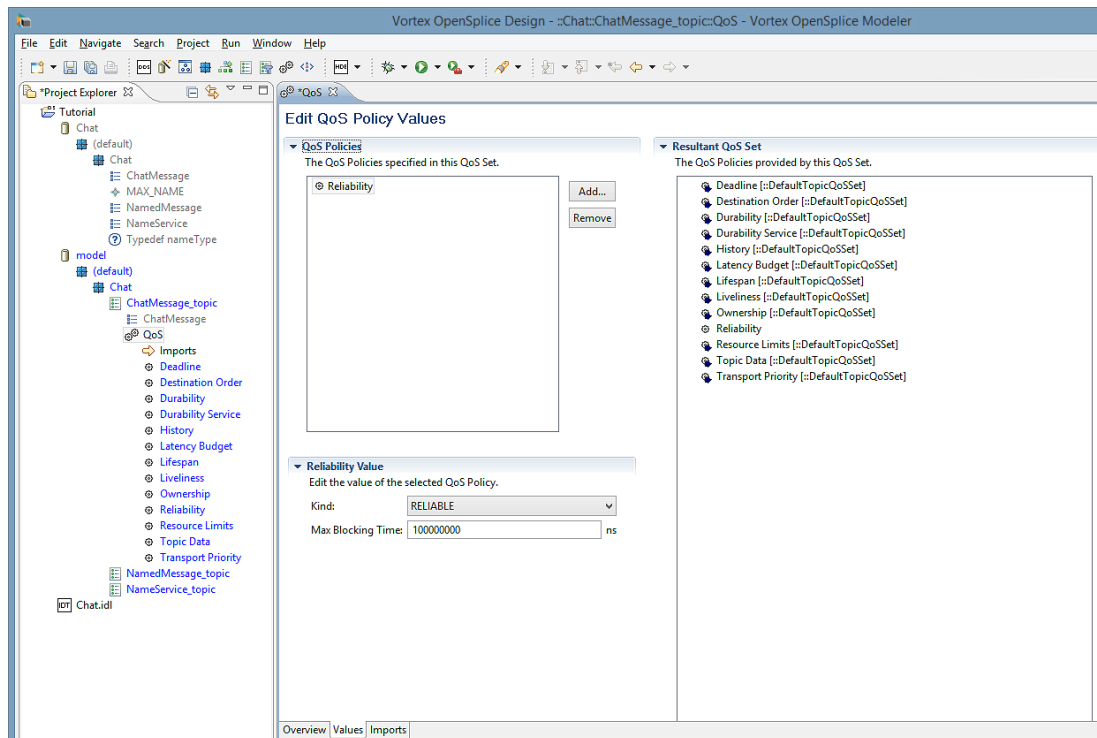 Vortex OpenSplice Design - ::Chat::ChatMessage_topic::QoS - Vortex OpenSplice Modeler
File Edit Navigate Search Project Run Window Help
DDS
HDE
*Project Explorer
Tutorial
Chat
(default)
Chat
ChatMessage
MAX_NAME
NamedMessage
NameService
Typedef nameType
model
(default)
Chat
ChatMessage_topic
ChatMessage
QoS
Imports
Deadline
Destination Order
Durability
Durability Service
History
Latency Budget
Lifespan
Liveliness
Ownership
Reliability
Resource Limits
Topic Data
Transport Priority
NamedMessage_topic
NameService_topic
IDT Chat.idl
*QoS
Edit QoS Policy Values
QoS Policies
The QoS Policies specified in this QoS Set.
Reliability
Add...
Remove
Reliability Value
Edit the value of the selected QoS Policy.
Kind: RELIABLE
Max Blocking Time: 100000000 ns
Resultant QoS Set
The QoS Policies provided by this QoS Set.
Deadline [::DefaultTopicQoSSet]
Destination Order [::DefaultTopicQoSSet]
Durability [::DefaultTopicQoSSet]
Durability Service [::DefaultTopicQoSSet]
History [::DefaultTopicQoSSet]
Latency Budget [::DefaultTopicQoSSet]
Lifespan [::DefaultTopicQoSSet]
Liveliness [::DefaultTopicQoSSet]
Ownership [::DefaultTopicQoSSet]
Reliability
Resource Limits [::DefaultTopicQoSSet]
Topic Data [::DefaultTopicQoSSet]
Transport Priority [::DefaultTopicQoSSet]
Overview Values Imports